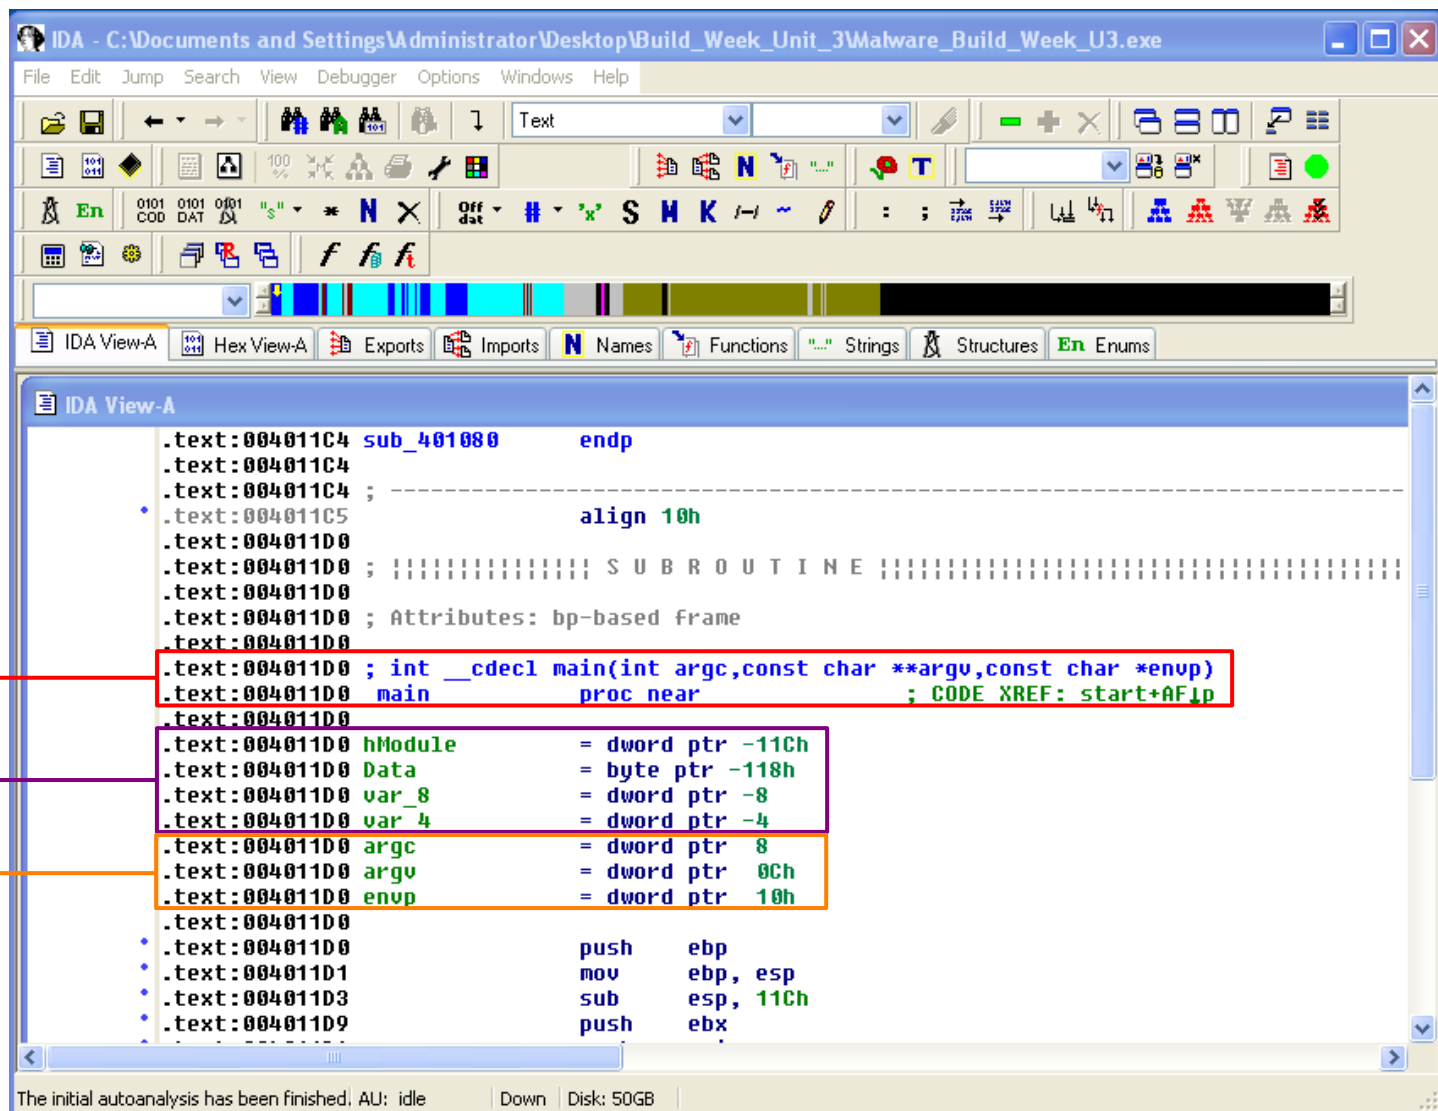 IDA - C:\Documents and Settings\Administrator\Desktop\Build_Week_Unit_3\Malware_Build_Week_U3.exe
File Edit Jump Search View Debugger Options Windows Help
Text
En
Off dat
IDA View-A Hex View-A Exports Imports Names Functions Strings Structures En Enums
IDA View-A
.text:004011C4 sub_401080 endp
.text:004011C4
.text:004011C4 ; ---------------------------------------------------------------------------
.text:004011C5 align 10h
.text:004011D0
.text:004011D0 ; ¦¦¦¦¦¦¦¦¦¦¦¦¦¦¦ S U B R O U T I N E ¦¦¦¦¦¦¦¦¦¦¦¦¦¦¦¦¦¦¦¦¦¦¦¦¦¦¦¦¦¦¦¦¦¦¦¦¦¦¦
.text:004011D0
.text:004011D0 ; Attributes: bp-based frame
.text:004011D0
.text:004011D0 ; int __cdecl main(int argc,const char **argv,const char *envp)
.text:004011D0 main proc near ; CODE XREF: start+AF↓p
.text:004011D0
.text:004011D0 hModule = dword ptr -11Ch
.text:004011D0 Data = byte ptr -118h
.text:004011D0 var_8 = dword ptr -8
.text:004011D0 var_4 = dword ptr -4
.text:004011D0 argc = dword ptr 8
.text:004011D0 argv = dword ptr 0Ch
.text:004011D0 envp = dword ptr 10h
.text:004011D0
.text:004011D0 push ebp
.text:004011D1 mov ebp, esp
.text:004011D3 sub esp, 11Ch
.text:004011D9 push ebx
The initial autoanalysis has been finished. AU: idle Down Disk: 50GB